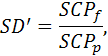 SD′ = SCP_f / SCP_p,